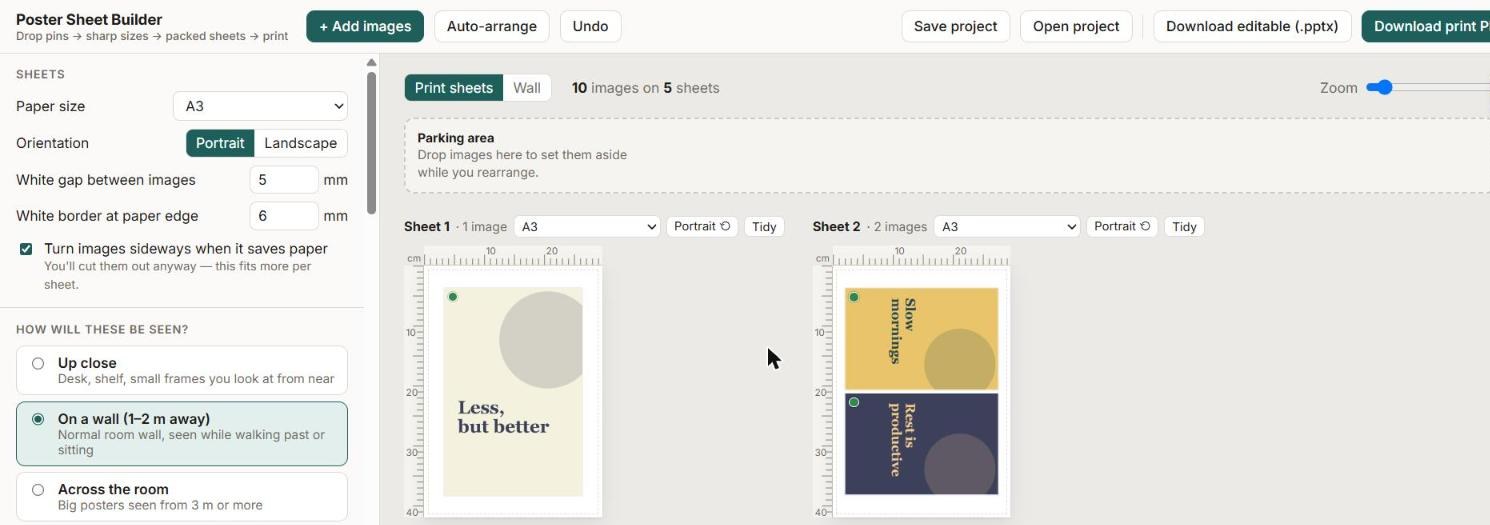 Poster Sheet Builder
Drop pins → sharp sizes → packed sheets → print
+ Add images
Auto-arrange
Undo
Save project
Open project
Download editable (.pptx)
Download print P
SHEETS
Paper size
A3
Orientation
Portrait
Landscape
White gap between images
5
mm
White border at paper edge
6
mm
Turn images sideways when it saves paper
You'll cut them out anyway — this fits more per
sheet.
HOW WILL THESE BE SEEN?
Up close
Desk, shelf, small frames you look at from near
On a wall (1–2 m away)
Normal room wall, seen while walking past or
sitting
Across the room
Big posters seen from 3 m or more
Print sheets
Wall
10 images on 5 sheets
Zoom
Parking area
Drop images here to set them aside
while you rearrange.
Sheet 1 · 1 image
A3
Portrait ⟲
Tidy
cm
10
20
10
20
30
40
Less,
but better
Sheet 2 · 2 images
A3
Portrait ⟲
Tidy
cm
10
20
10
20
30
40
Slow
mornings
Rest is
productive